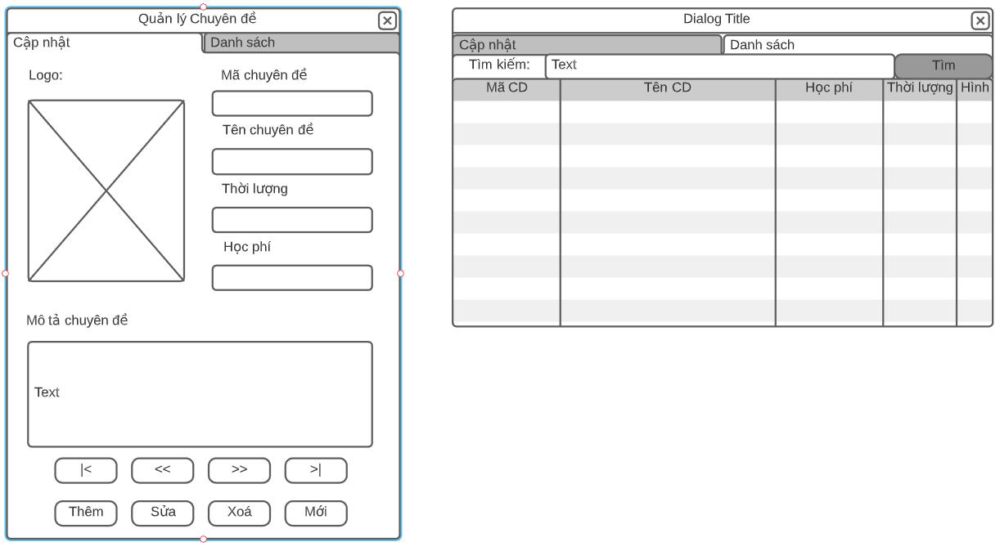 Quản lý Chuyên đề
Cập nhật
Danh sách
Logo:
Mã chuyên đề
Tên chuyên đề
Thời lượng
Học phí
Mô tả chuyên đề
Text
|<
<<
>>
>|
Thêm
Sửa
Xoá
Mới
Dialog Title
Cập nhật
Danh sách
Tìm kiếm:
Text
Tìm
Mã CD
Tên CD
Học phí
Thời lượng
Hình